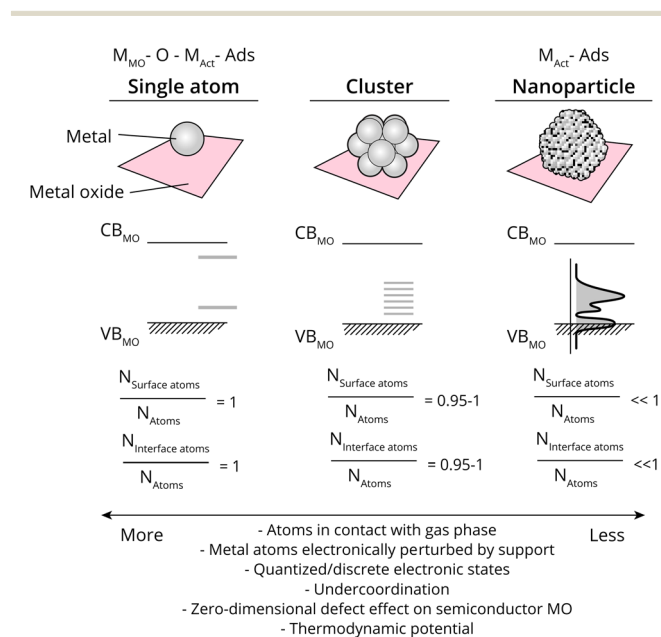 M_MO- O - M_Act- Ads
M_Act- Ads
Single atom
Cluster
Nanoparticle
Metal
Metal oxide
CB_MO
CB_MO
CB_MO
VB_MO
VB_MO
VB_MO
N_Surface atoms
N_Atoms
= 1
N_Surface atoms
N_Atoms
= 0.95-1
N_Surface atoms
N_Atoms
<< 1
N_Interface atoms
N_Atoms
= 1
N_Interface atoms
N_Atoms
= 0.95-1
N_Interface atoms
N_Atoms
<<1
More
Less
- Atoms in contact with gas phase
- Metal atoms electronically perturbed by support
- Quantized/discrete electronic states
- Undercoordination
- Zero-dimensional defect effect on semiconductor MO
- Thermodynamic potential